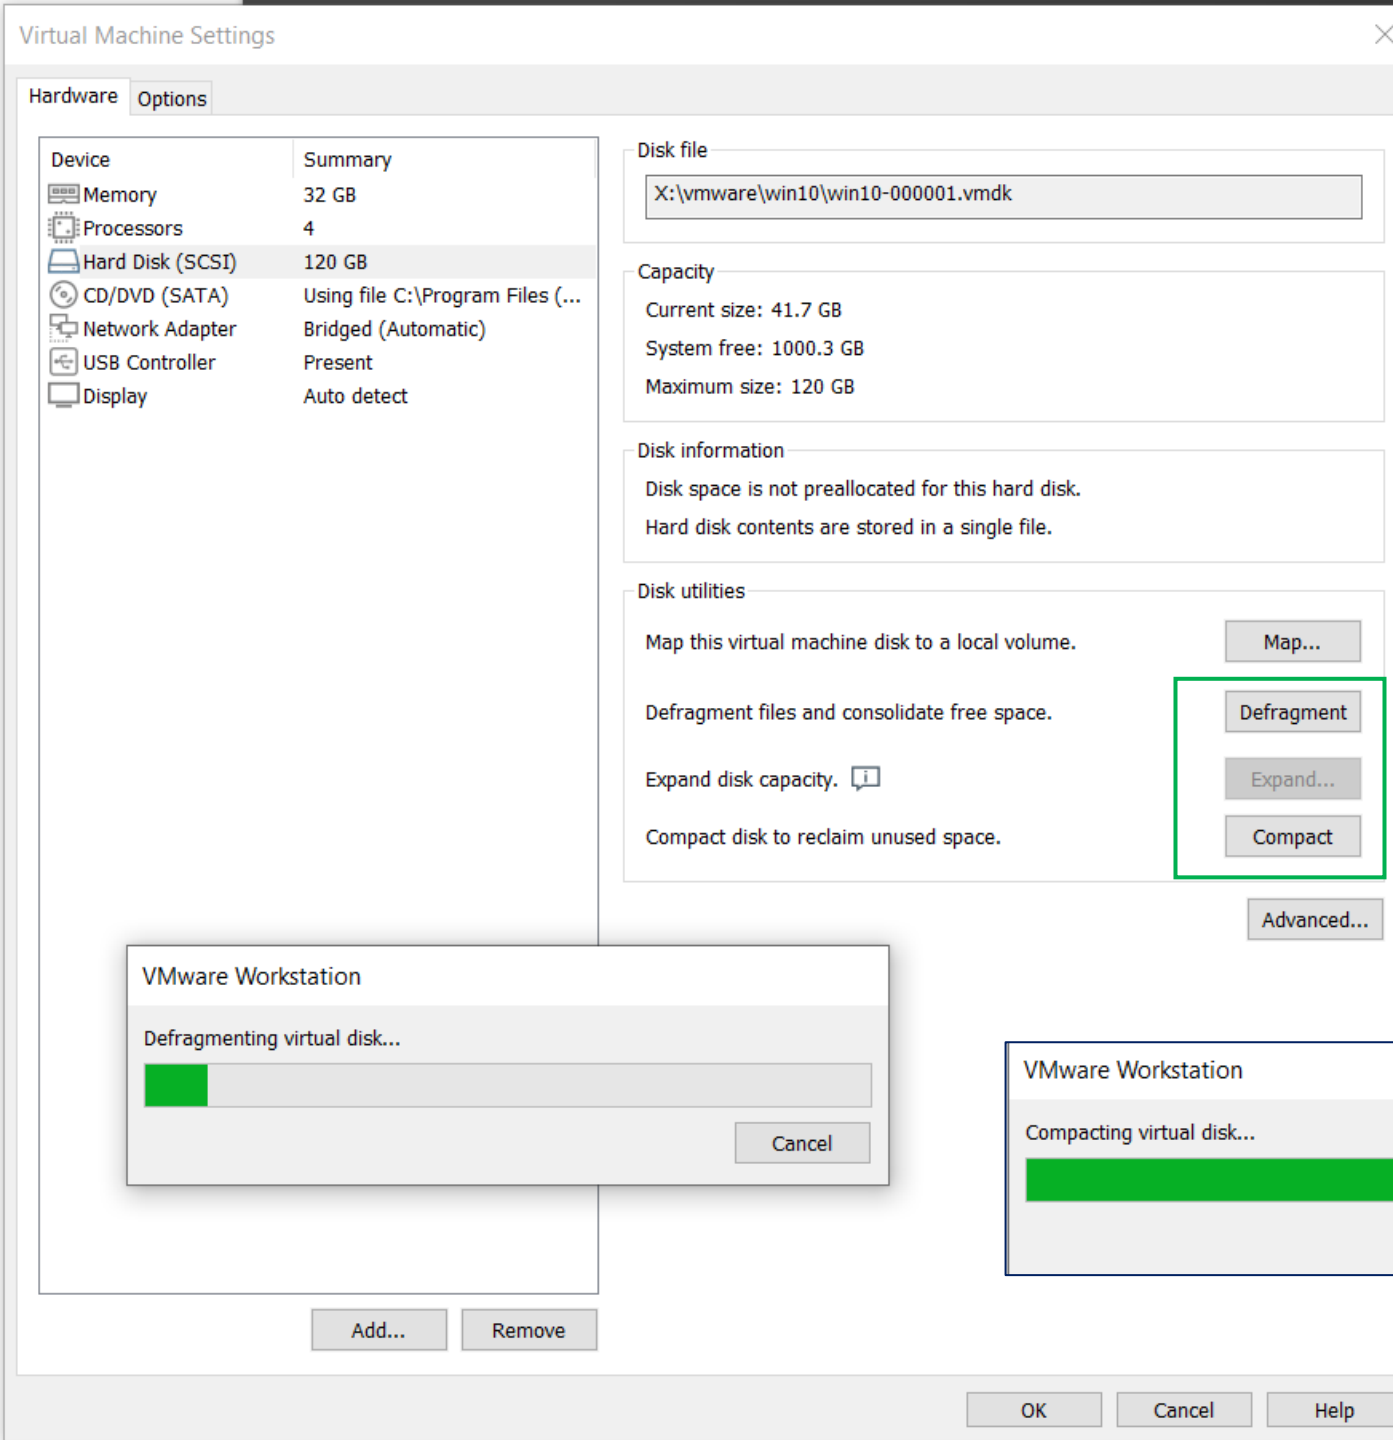 Virtual Machine Settings
Hardware Options
Device Summary
Memory 32 GB
Processors 4
Hard Disk (SCSI) 120 GB
CD/DVD (SATA) Using file C:\Program Files (...
Network Adapter Bridged (Automatic)
USB Controller Present
Display Auto detect
Disk file
X:\vmware\win10\win10-000001.vmdk
Capacity
Current size: 41.7 GB
System free: 1000.3 GB
Maximum size: 120 GB
Disk information
Disk space is not preallocated for this hard disk.
Hard disk contents are stored in a single file.
Disk utilities
Map this virtual machine disk to a local volume. Map...
Defragment files and consolidate free space. Defragment
Expand disk capacity. Expand...
Compact disk to reclaim unused space. Compact
Advanced...
VMware Workstation
Defragmenting virtual disk...
Cancel
VMware Workstation
Compacting virtual disk...
Add... Remove
OK Cancel Help